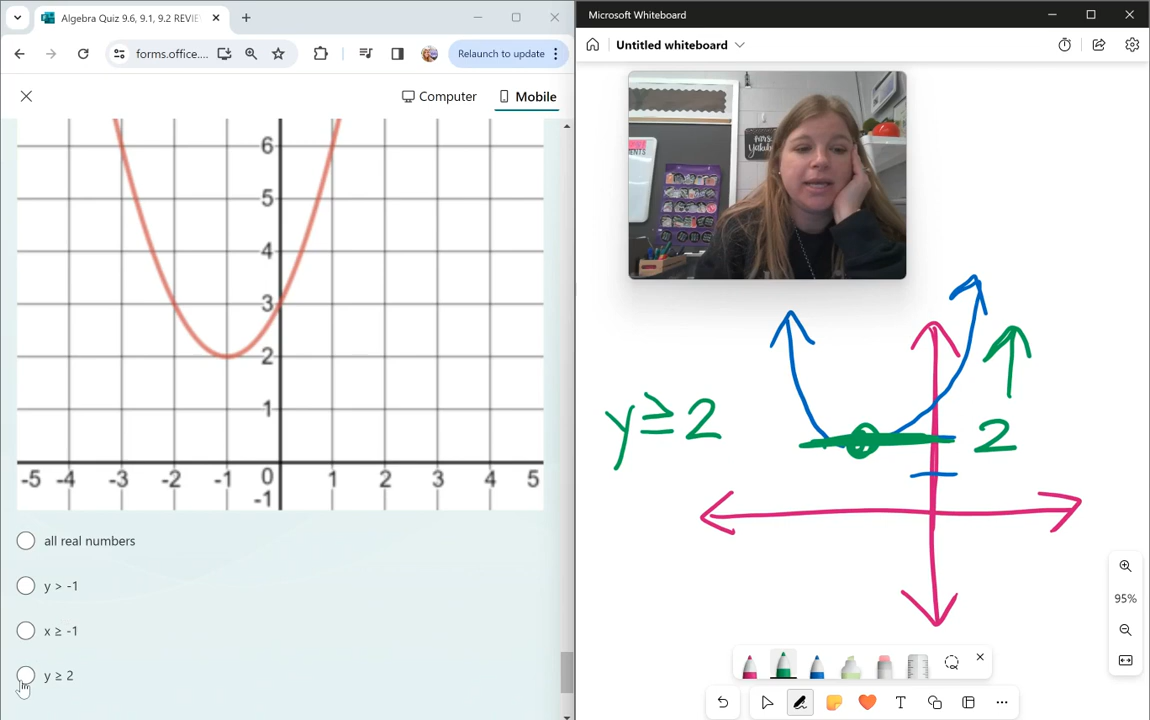 Algebra Quiz 9.6, 9.1, 9.2 REVIE
forms.office....
Relaunch to update
Computer
Mobile
6
5
4
3
2
1
-5 -4 -3 -2 -1 0 1 2 3 4 5
-1
all real numbers
y > -1
x ≥ -1
y ≥ 2
Microsoft Whiteboard
Untitled whiteboard
y≥2
2
95%
T